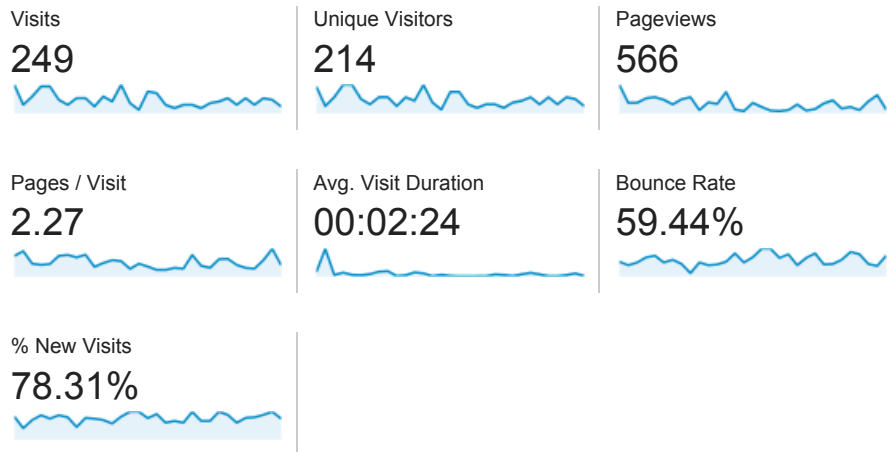 Visits
249
Unique Visitors
214
Pageviews
566
Pages / Visit
2.27
Avg. Visit Duration
00:02:24
Bounce Rate
59.44%
% New Visits
78.31%